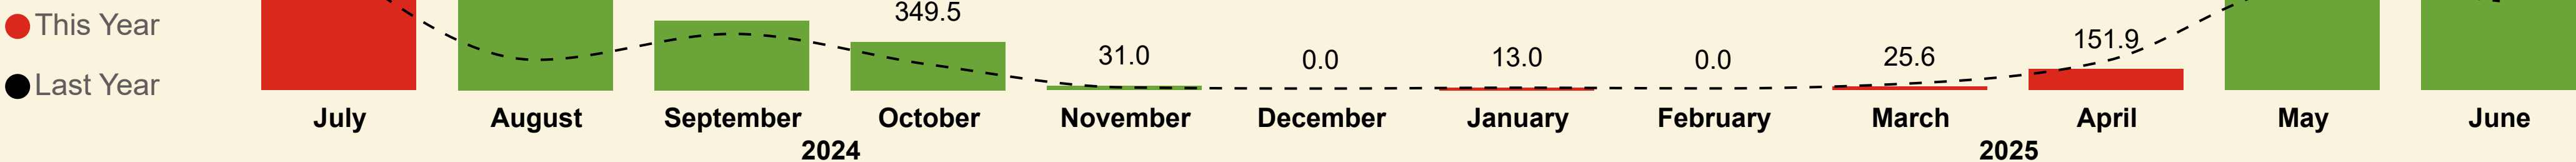 This Year
Last Year
349.5
31.0
0.0
13.0
0.0
25.6
151.9
July August September October November December January February March April May June
2024 2025